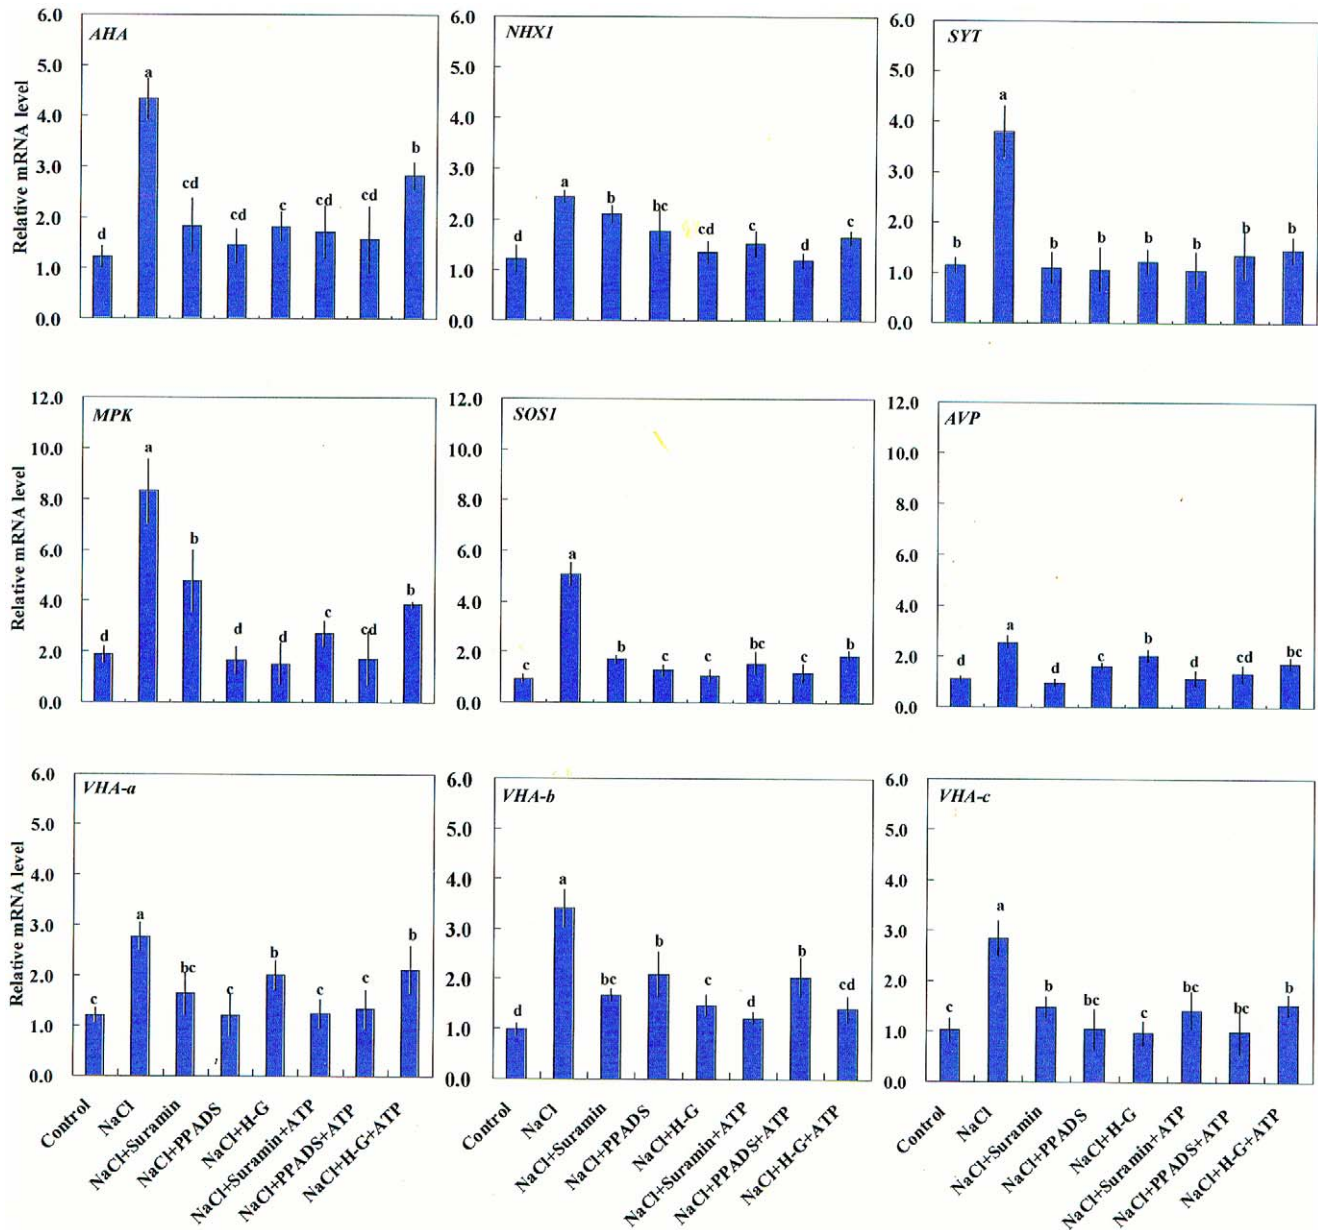 AHA
Relative mRNA level
6.0
5.0
4.0
3.0
2.0
1.0
0.0
d
a
cd
cd
c
cd
cd
b
NHX1
6.0
5.0
4.0
3.0
2.0
1.0
0.0
d
a
b
bc
cd
c
d
c
SYT
6.0
5.0
4.0
3.0
2.0
1.0
0.0
b
a
b
b
b
b
b
b
MPK
Relative mRNA level
12.0
10.0
8.0
6.0
4.0
2.0
0.0
d
a
b
d
d
c
cd
b
SOS1
12.0
10.0
8.0
6.0
4.0
2.0
0.0
c
a
b
c
c
bc
c
b
AVP
12.0
10.0
8.0
6.0
4.0
2.0
0.0
d
a
d
c
b
d
cd
bc
VHA-a
Relative mRNA level
6.0
5.0
4.0
3.0
2.0
1.0
0.0
c
a
bc
c
b
c
c
b
Control
NaCl
NaCl+Suramin
NaCl+PPADS
NaCl+H-G
NaCl+Suramin+ATP
NaCl+PPADS+ATP
NaCl+H-G+ATP
VHA-b
6.0
5.0
4.0
3.0
2.0
1.0
0.0
d
a
bc
b
c
d
b
cd
Control
NaCl
NaCl+Suramin
NaCl+PPADS
NaCl+H-G
NaCl+Suramin+ATP
NaCl+PPADS+ATP
NaCl+H-G+ATP
VHA-c
6.0
5.0
4.0
3.0
2.0
1.0
0.0
c
a
b
bc
c
bc
bc
b
Control
NaCl
NaCl+Suramin
NaCl+PPADS
NaCl+H-G
NaCl+Suramin+ATP
NaCl+PPADS+ATP
NaCl+H-G+ATP